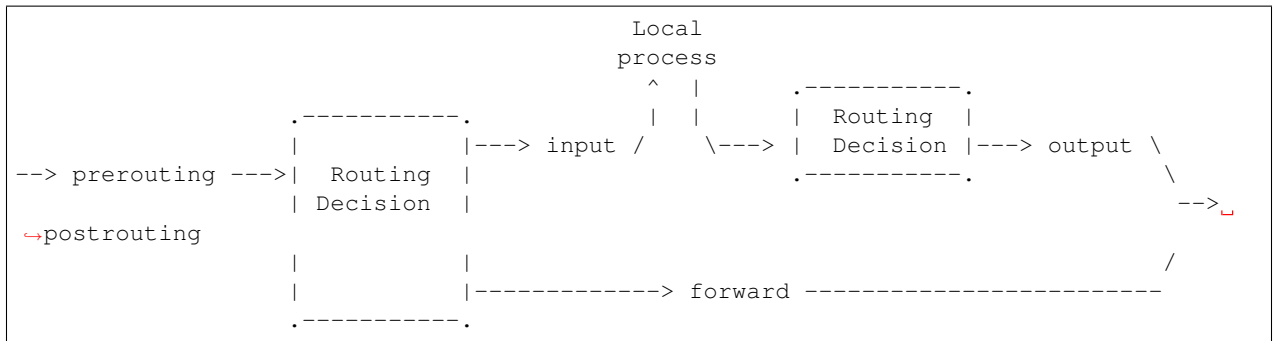 Local
process
^ | .-----------.
.-----------. | | | Routing |
| |---> input / \---> | Decision |---> output \
--> prerouting --->| Routing | .-----------. \
| Decision | -->␣
↪postrouting
| | /
| |-------------> forward -------------------------
.-----------.